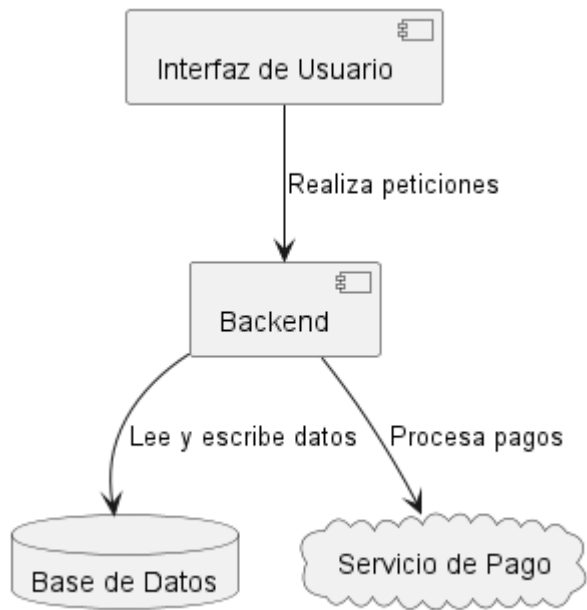 Interfaz de Usuario
Realiza peticiones
Backend
Lee y escribe datos
Procesa pagos
Base de Datos
Servicio de Pago